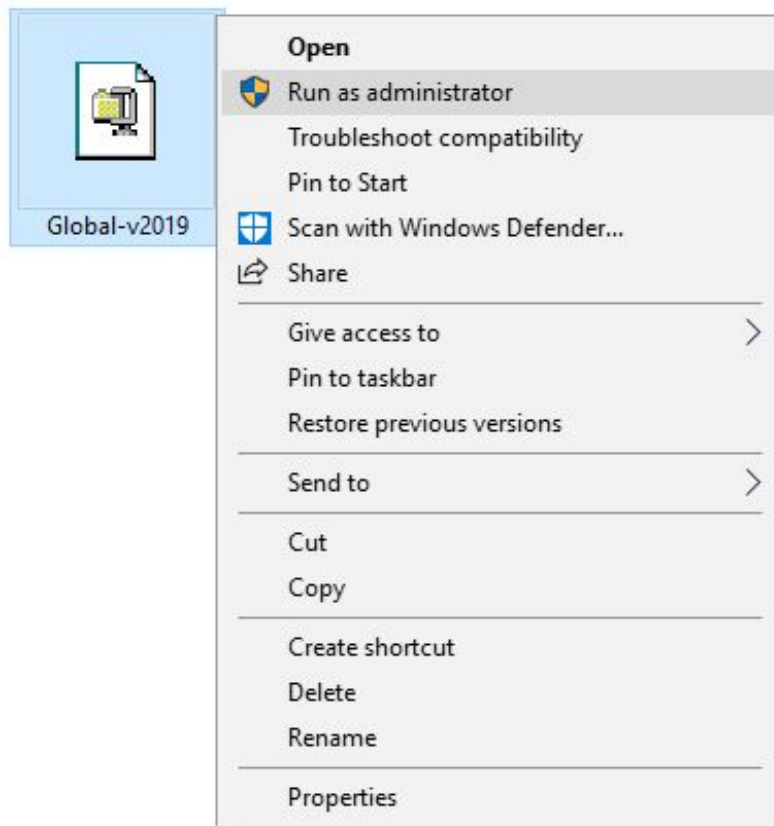 Open
Run as administrator
Troubleshoot compatibility
Pin to Start
Global-v2019
Scan with Windows Defender...
Share
Give access to
Pin to taskbar
Restore previous versions
Send to
Cut
Copy
Create shortcut
Delete
Rename
Properties